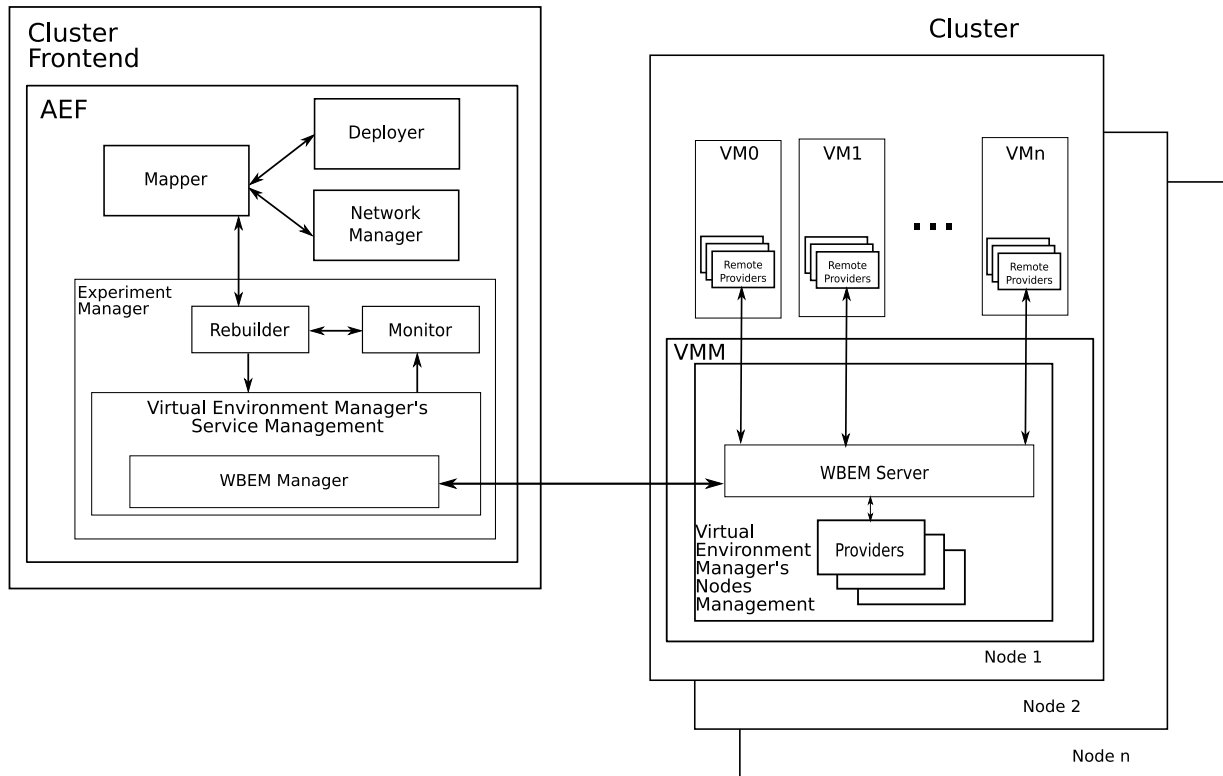 Cluster
Frontend
AEF
Deployer
Mapper
Network
Manager
Experiment
Manager
Rebuilder
Monitor
Virtual Environment Manager's
Service Management
WBEM Manager
Cluster
VM0
VM1
VMn
...
Remote
Providers
Remote
Providers
Remote
Providers
VMM
WBEM Server
Virtual
Environment
Manager's
Nodes
Management
Providers
Node 1
Node 2
Node n